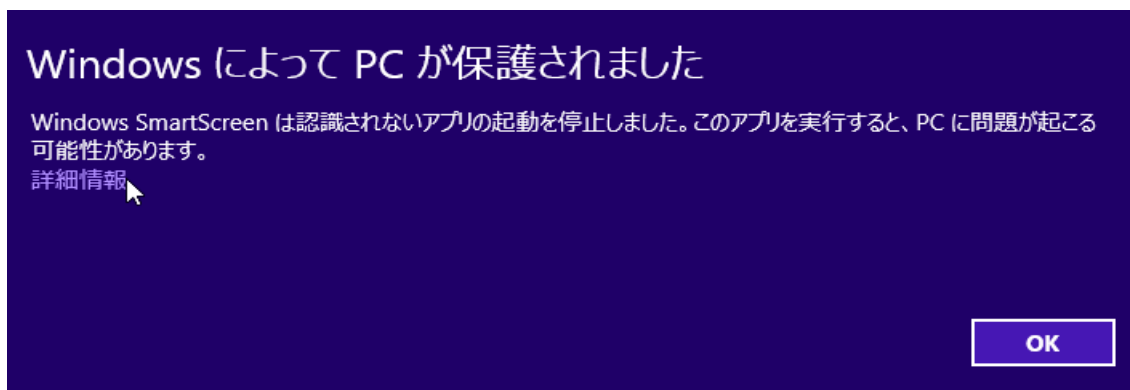 Windows によって PC が保護されました
Windows SmartScreen は認識されないアプリの起動を停止しました。このアプリを実行すると、PC に問題が起こる
可能性があります。
詳細情報
OK